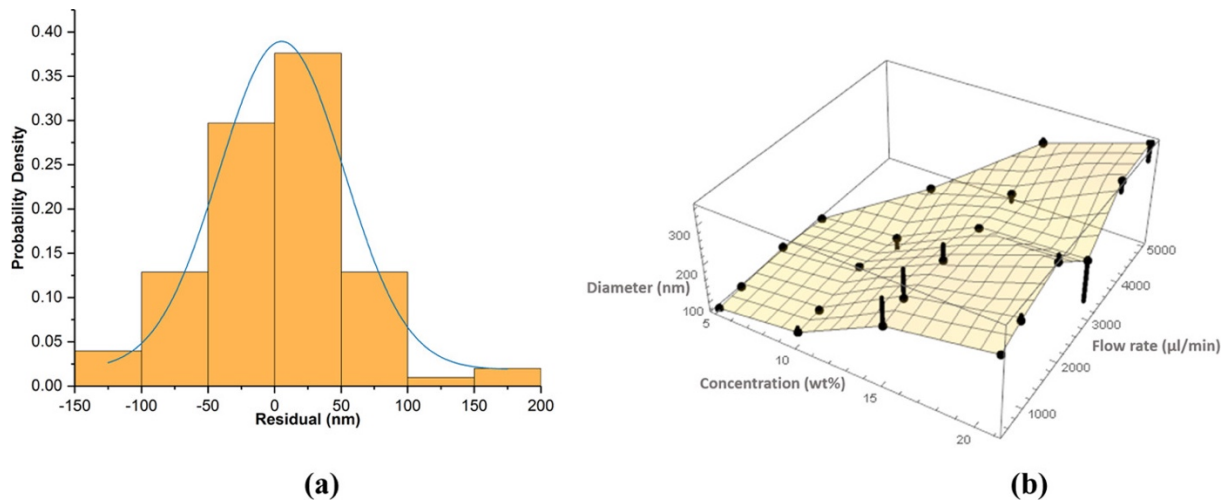 0.40
0.35
0.30
0.25
0.20
0.15
0.10
0.05
0.00
Probability Density
-150 -100 -50 0 50 100 150 200
Residual (nm)
(a)
300
200
100
Diameter (nm)
5
10
15
20
Concentration (wt%)
5000
4000
3000
2000
1000
Flow rate (µl/min)
(b)